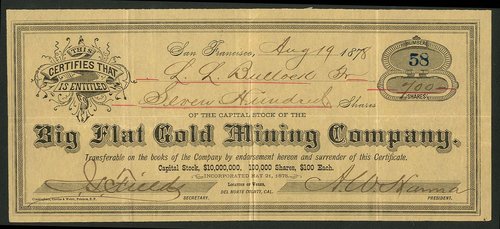 San Francisco, Aug 19 1878
NUMBER
58
THIS
CERTIFIES THAT
IS ENTITLED
TO
L. L. Bullock Tr
700
SHARES
Seven Hundred Shares
OF THE CAPITAL STOCK OF THE
Big Flat Gold Mining Company.
Transferable on the books of the Company by endorsement hereon and surrender of this Certificate.
Capital Stock, $10,000,000, 100,000 Shares, $100 Each.
INCORPORATED MAY 21, 1878.
LOCATION OF WORKS,
DEL NORTE COUNTY, CAL.
SECRETARY.
PRESIDENT.